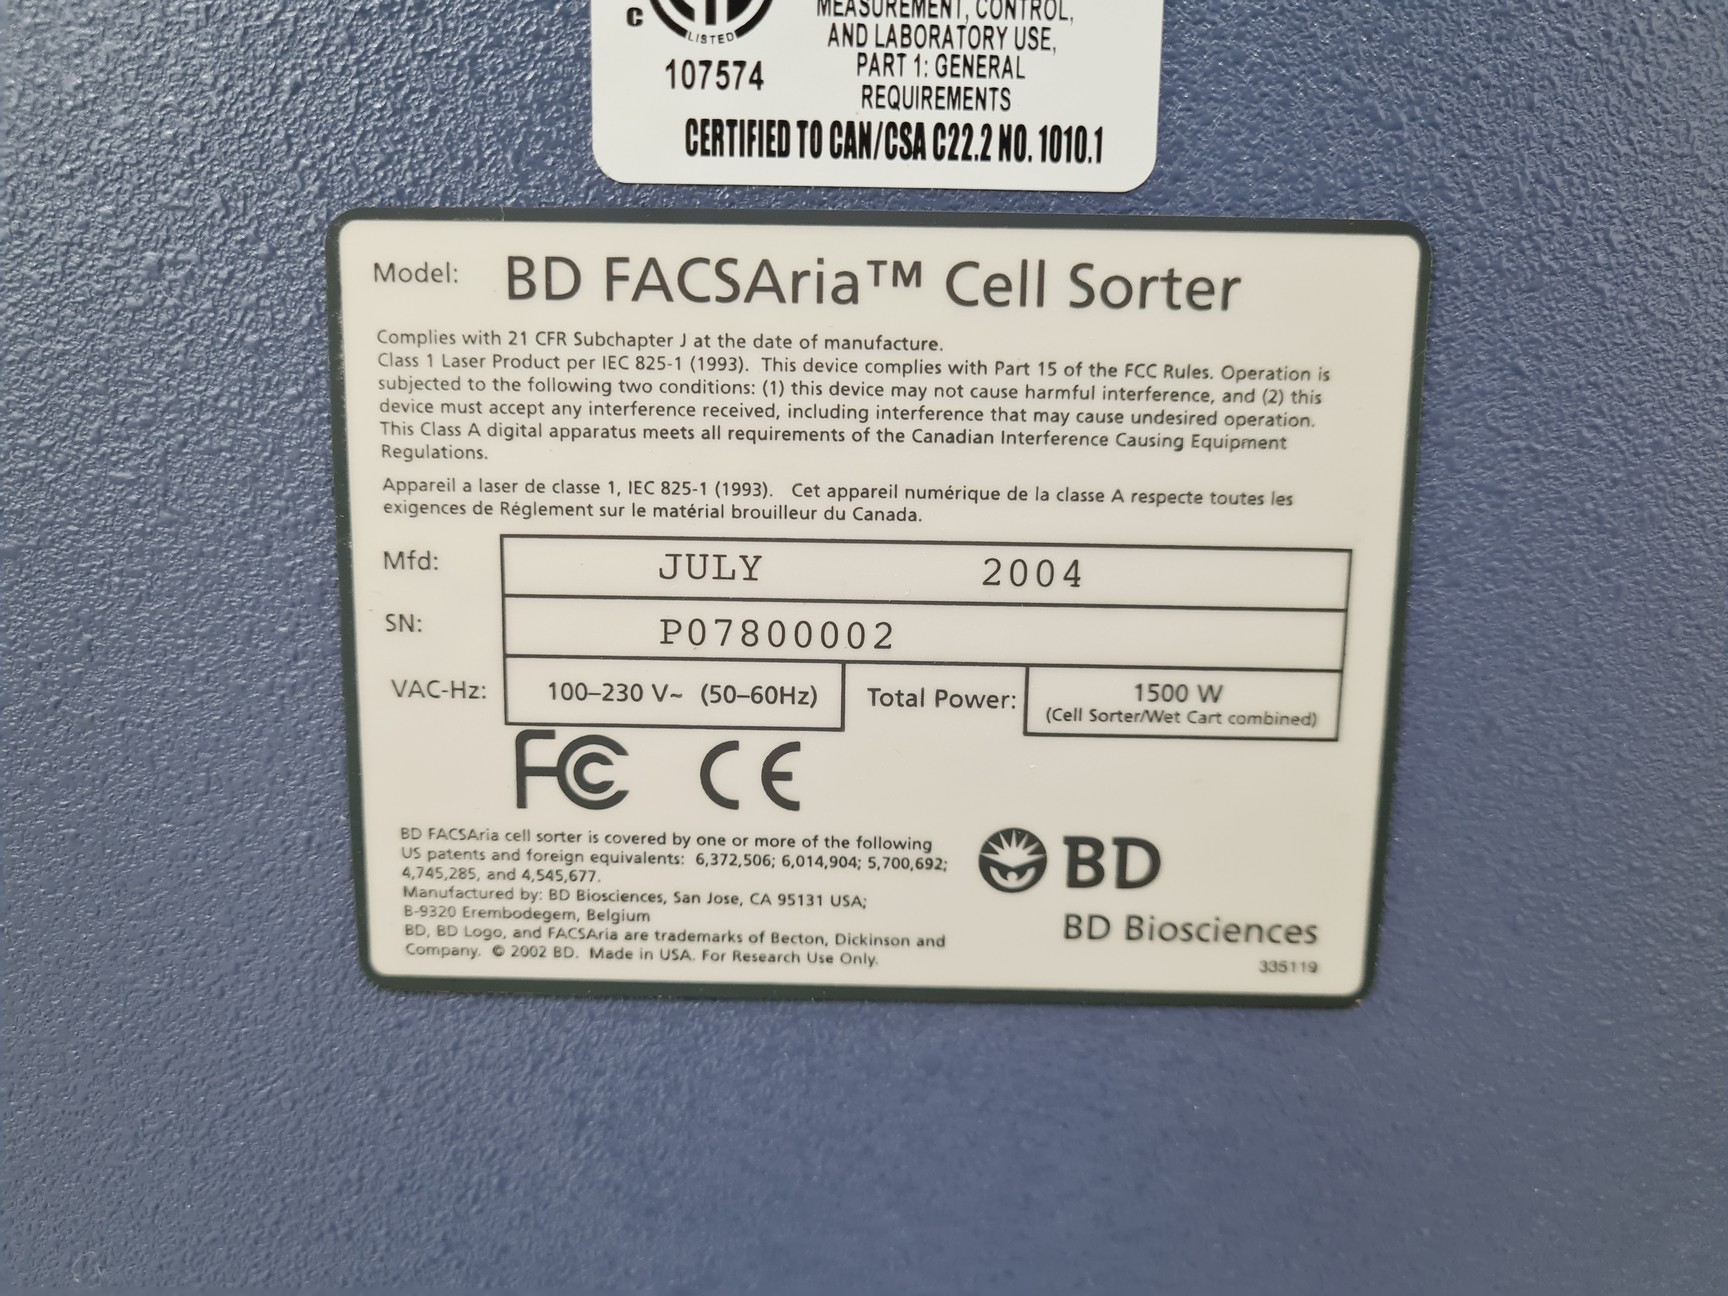 C
LISTED
107574
MEASUREMENT, CONTROL,
AND LABORATORY USE,
PART 1: GENERAL
REQUIREMENTS
CERTIFIED TO CAN/CSA C22.2 NO. 1010.1
Model: BD FACSAria™ Cell Sorter
Complies with 21 CFR Subchapter J at the date of manufacture.
Class 1 Laser Product per IEC 825-1 (1993). This device complies with Part 15 of the FCC Rules. Operation is
subjected to the following two conditions: (1) this device may not cause harmful interference, and (2) this
device must accept any interference received, including interference that may cause undesired operation.
This Class A digital apparatus meets all requirements of the Canadian Interference Causing Equipment
Regulations.
Appareil a laser de classe 1, IEC 825-1 (1993). Cet appareil numérique de la classe A respecte toutes les
exigences de Réglement sur le matérial brouilleur du Canada.
Mfd: JULY 2004
SN: P07800002
VAC-Hz: 100–230 V~ (50–60Hz) Total Power: 1500 W
(Cell Sorter/Wet Cart combined)
FC CE
BD FACSAria cell sorter is covered by one or more of the following
US patents and foreign equivalents: 6,372,506; 6,014,904; 5,700,692;
4,745,285, and 4,545,677.
Manufactured by: BD Biosciences, San Jose, CA 95131 USA;
B-9320 Erembodegem, Belgium
BD, BD Logo, and FACSAria are trademarks of Becton, Dickinson and
Company. © 2002 BD. Made in USA. For Research Use Only.
BD
BD Biosciences
335119